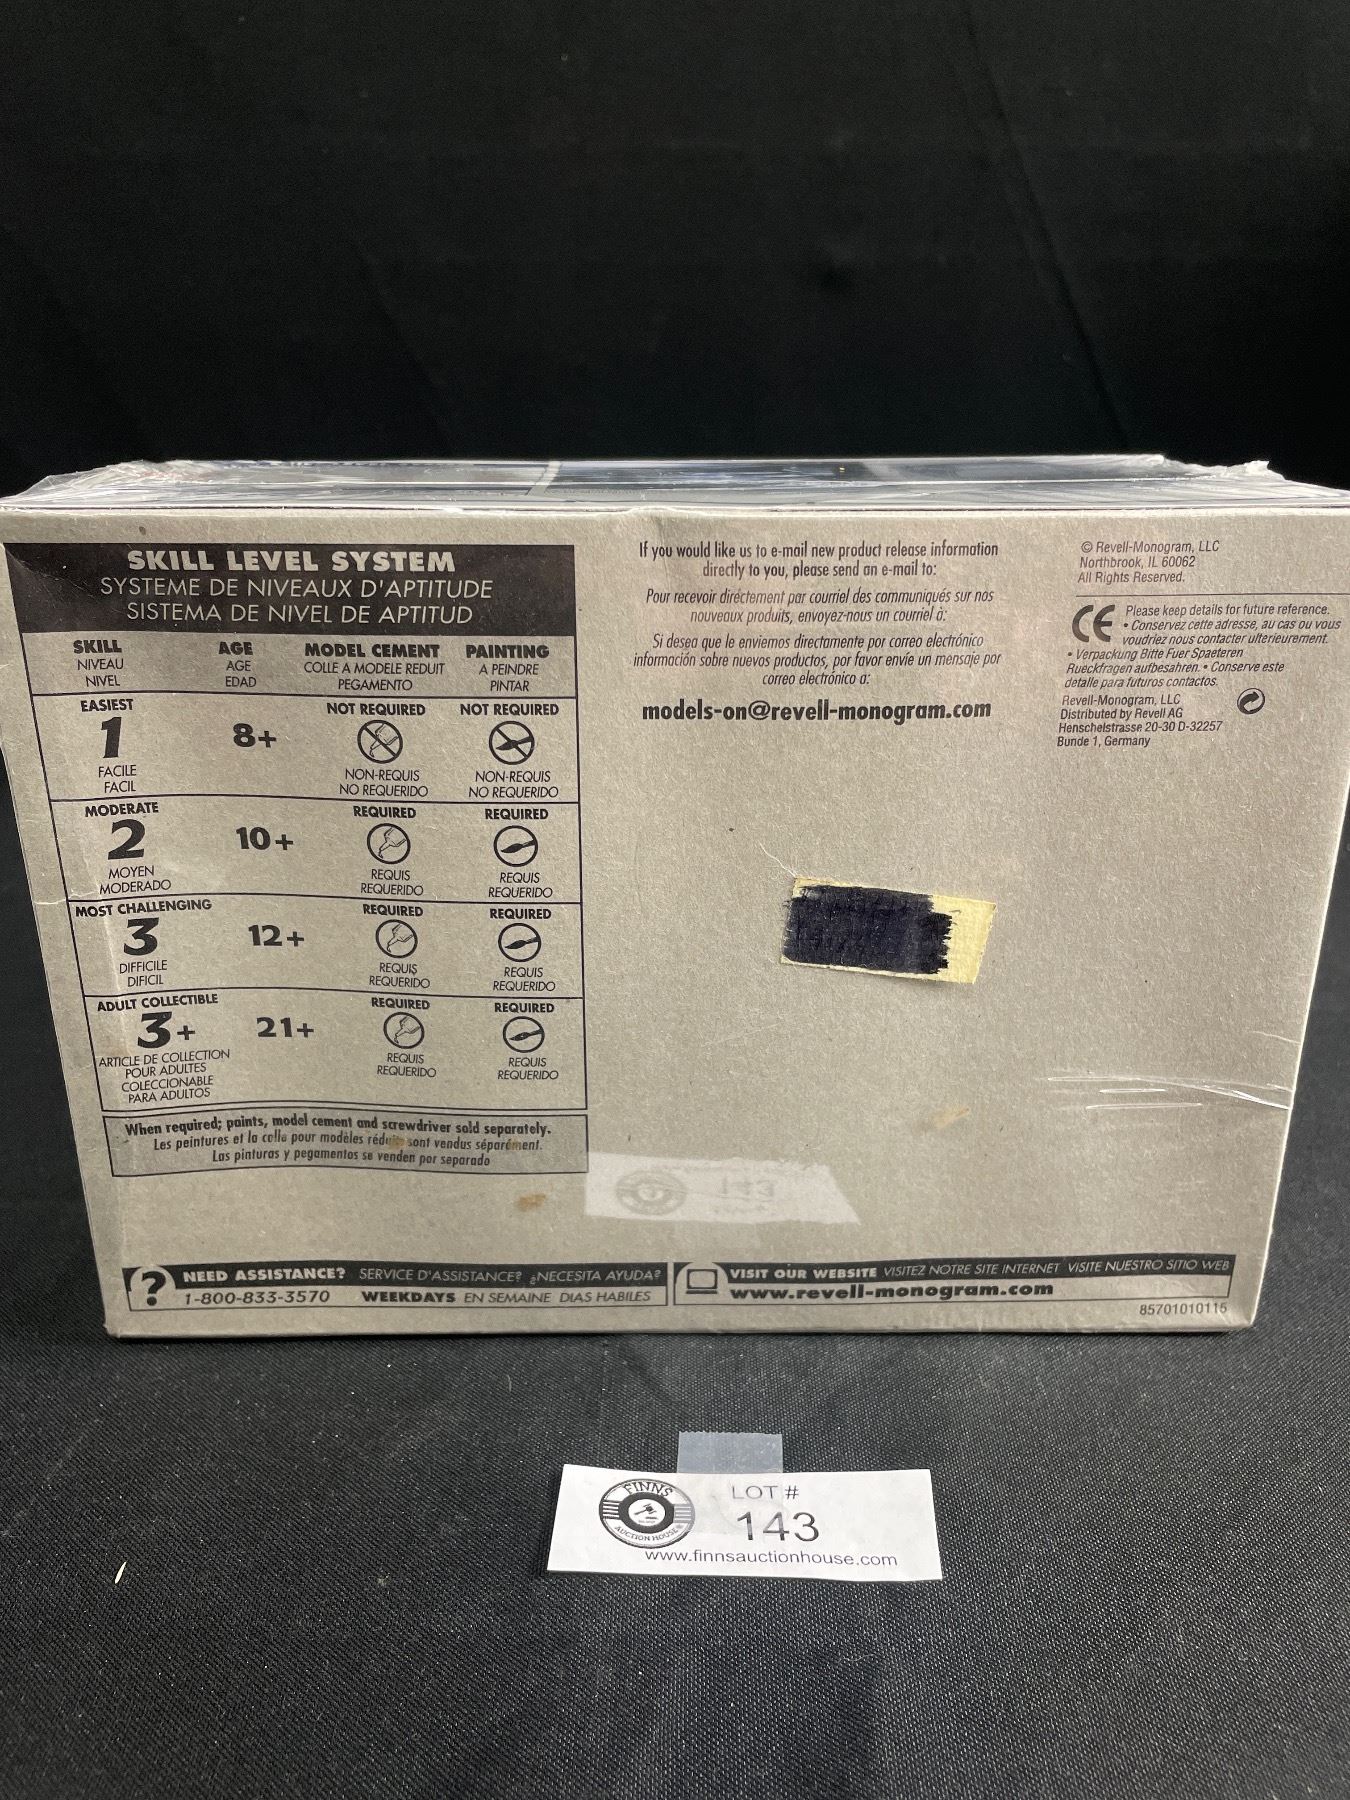 SKILL LEVEL SYSTEM
SYSTEME DE NIVEAUX D'APTITUDE
SISTEMA DE NIVEL DE APTITUD
SKILL AGE MODEL CEMENT PAINTING
NIVEAU AGE COLLE A MODELE REDUIT A PEINDRE
NIVEL EDAD PEGAMENTO PINTAR
EASIEST NOT REQUIRED NOT REQUIRED
1 8+
FACILE NON-REQUIS NON-REQUIS
FACIL NO REQUERIDO NO REQUERIDO
MODERATE REQUIRED REQUIRED
2 10+
MOYEN REQUIS REQUIS
MODERADO REQUERIDO REQUERIDO
MOST CHALLENGING REQUIRED REQUIRED
3 12+
DIFFICILE REQUIS REQUIS
DIFICIL REQUERIDO REQUERIDO
ADULT COLLECTIBLE REQUIRED REQUIRED
3+ 21+
ARTICLE DE COLLECTION REQUIS REQUIS
POUR ADULTES REQUERIDO REQUERIDO
COLECCIONABLE
PARA ADULTOS
When required; paints, model cement and screwdriver sold separately.
Les peintures et la colle pour modèles réduits sont vendus séparément.
Las pinturas y pegamentos se venden por separado
If you would like us to e-mail new product release information
directly to you, please send an e-mail to:
Pour recevoir diréctement par courriel des communiqués sur nos
nouveaux produits, envoyez-nous un courriel à:
Si desea que le enviemos directamente por correo electrónico
información sobre nuevos productos, por favor envíe un mensaje por
correo electrónico a:
models-on@revell-monogram.com
© Revell-Monogram, LLC
Northbrook, IL 60062
All Rights Reserved.
CE Please keep details for future reference.
• Conservez cette adresse, au cas ou vous
voudriez nous contacter ulterieurement.
• Verpackung Bitte Fuer Spaeteren
Rueckfragen aufbesahren. • Conserve este
detalle para futuros contactos.
Revell-Monogram, LLC
Distributed by Revell AG
Henschelstrasse 20-30 D-32257
Bunde 1, Germany
? NEED ASSISTANCE? SERVICE D'ASSISTANCE? ¿NECESITA AYUDA?
1-800-833-3570 WEEKDAYS EN SEMAINE DIAS HABILES
VISIT OUR WEBSITE VISITEZ NOTRE SITE INTERNET VISITE NUESTRO SITIO WEB
www.revell-monogram.com
85701010115
143
FINNS
AUCTION HOUSE
LOT #
143
www.finnsauctionhouse.com